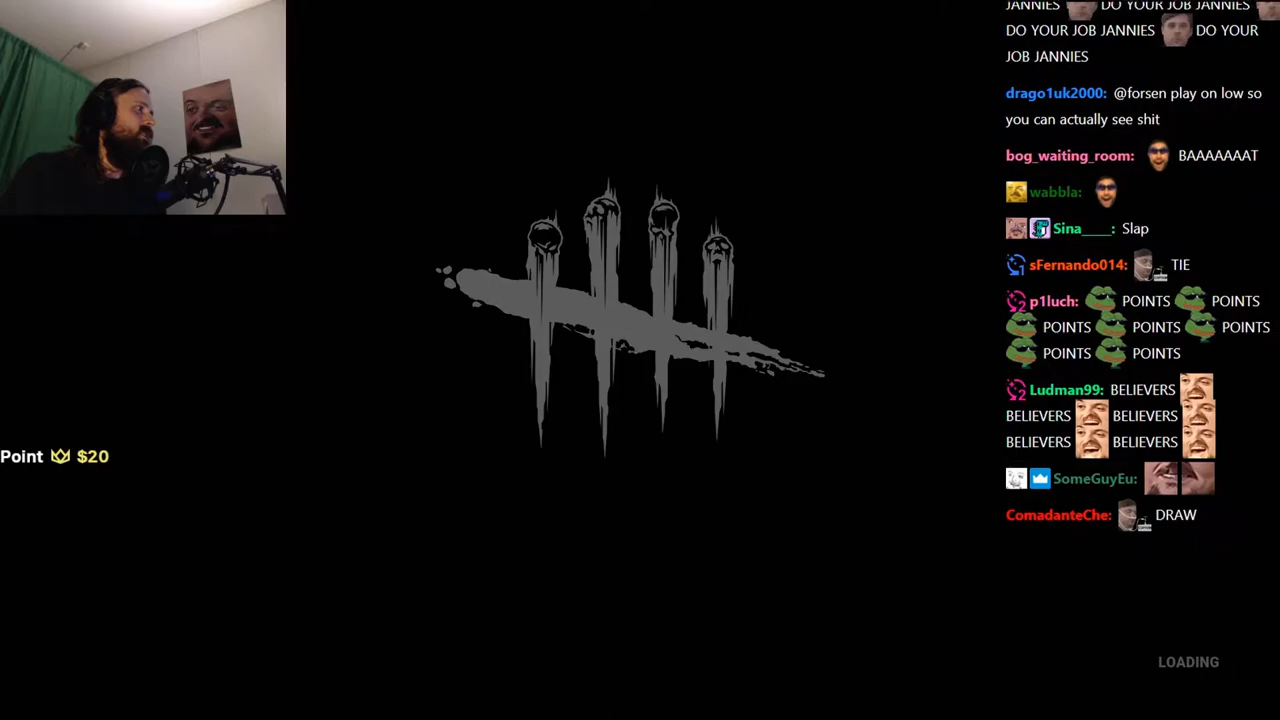 JANNIES DO YOUR JOB JANNIES
DO YOUR JOB JANNIES DO YOUR
JOB JANNIES
drago1uk2000: @forsen play on low so
you can actually see shit
bog_waiting_room: BAAAAAAT
wabbla:
Sina____: Slap
sFernando014: TIE
p1luch: POINTS POINTS
POINTS POINTS POINTS
POINTS POINTS
Ludman99: BELIEVERS
BELIEVERS BELIEVERS
BELIEVERS BELIEVERS
Point $20
SomeGuyEu:
ComadanteChe: DRAW
LOADING